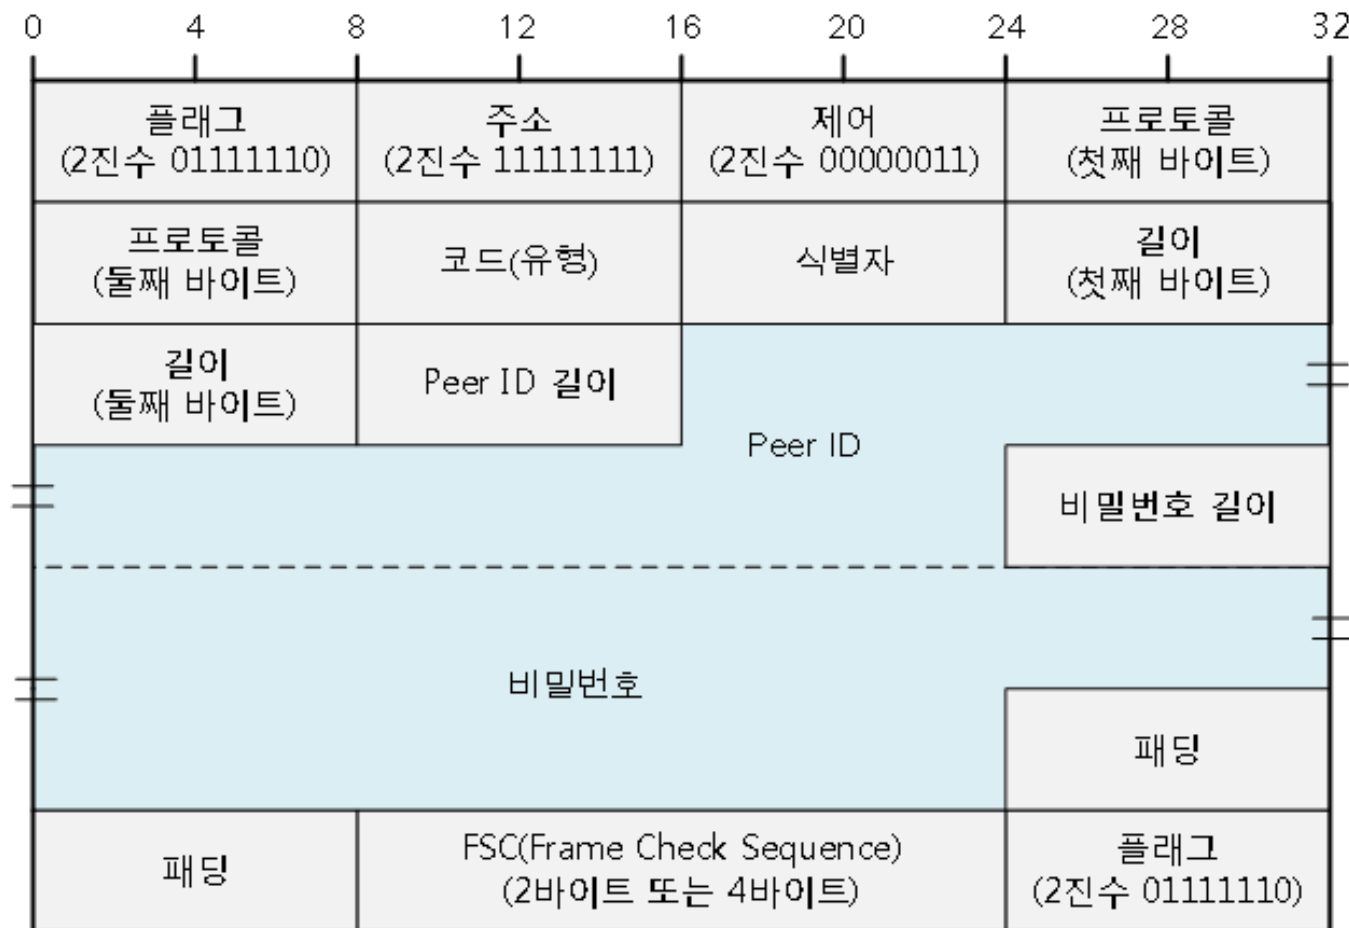 0 4 8 12 16 20 24 28 32
플래그 주소 제어 프로토콜
(2진수 01111110) (2진수 11111111) (2진수 00000011) (첫째 바이트)
프로토콜 코드(유형) 식별자 길이
(둘째 바이트) (첫째 바이트)
길이 Peer ID 길이
(둘째 바이트)
Peer ID
비밀번호 길이
비밀번호
패딩
패딩 FSC(Frame Check Sequence) 플래그
(2바이트 또는 4바이트) (2진수 01111110)